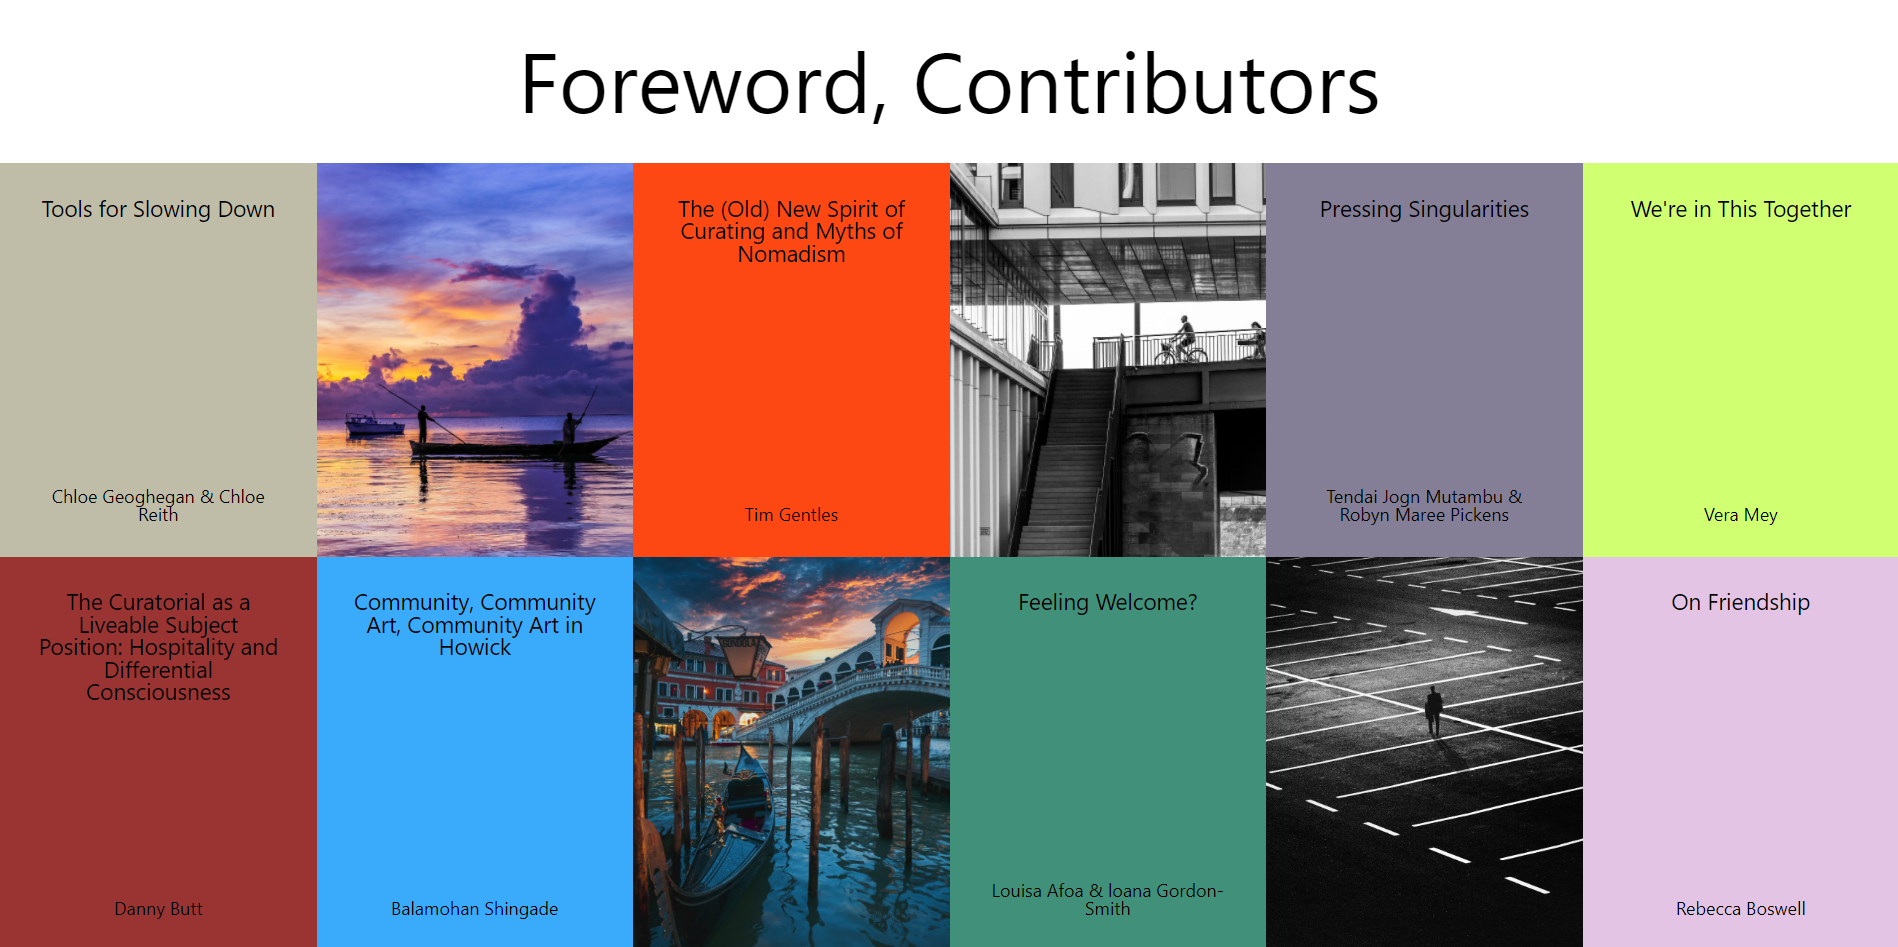 Foreword, Contributors
Tools for Slowing Down
Chloe Geoghegan & Chloe
Reith
The (Old) New Spirit of
Curating and Myths of
Nomadism
Tim Gentles
Pressing Singularities
Tendai Jogn Mutambu &
Robyn Maree Pickens
We're in This Together
Vera Mey
The Curatorial as a
Liveable Subject
Position: Hospitality and
Differential
Consciousness
Danny Butt
Community, Community
Art, Community Art in
Howick
Balamohan Shingade
Feeling Welcome?
Louisa Afoa & Ioana Gordon-
Smith
On Friendship
Rebecca Boswell